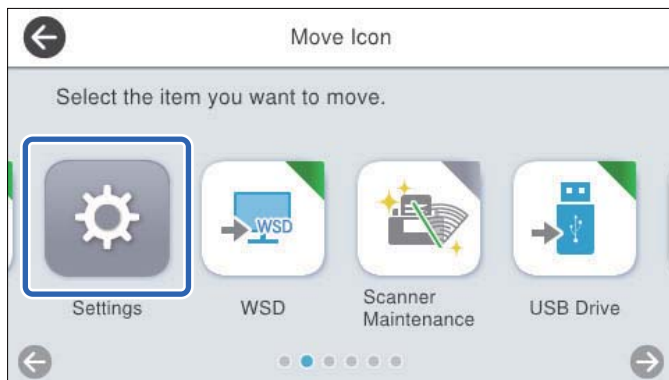 Move Icon
Select the item you want to move.
WSD
Settings
WSD
Scanner
Maintenance
USB Drive